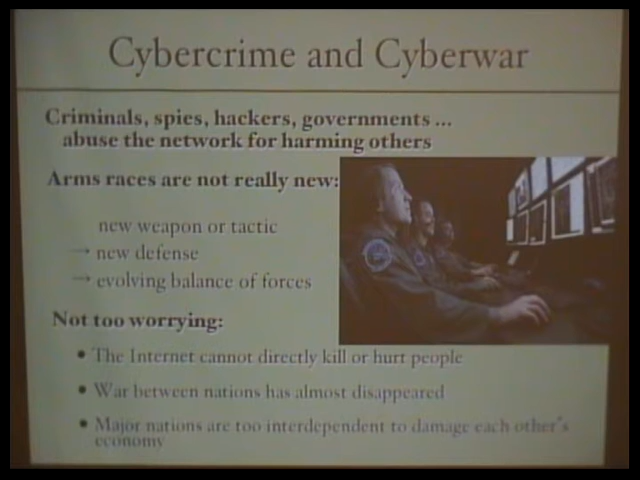 Cybercrime and Cyberwar
Criminals, spies, hackers, governments ...
abuse the network for harming others
Arms races are not really new:
new weapon or tactic
→ new defense
→ evolving balance of forces
Not too worrying:
• The Internet cannot directly kill or hurt people
• War between nations has almost disappeared
• Major nations are too interdependent to damage each other's
economy